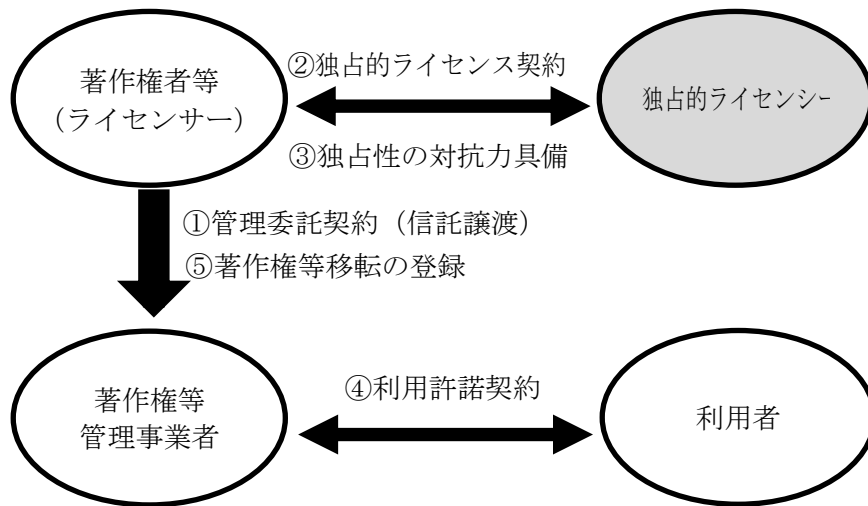 著作権者等
（ライセンサー）
②独占的ライセンス契約
独占的ライセンシー
③独占性の対抗力具備
①管理委託契約（信託譲渡）
⑤著作権等移転の登録
著作権等
管理事業者
④利用許諾契約
利用者